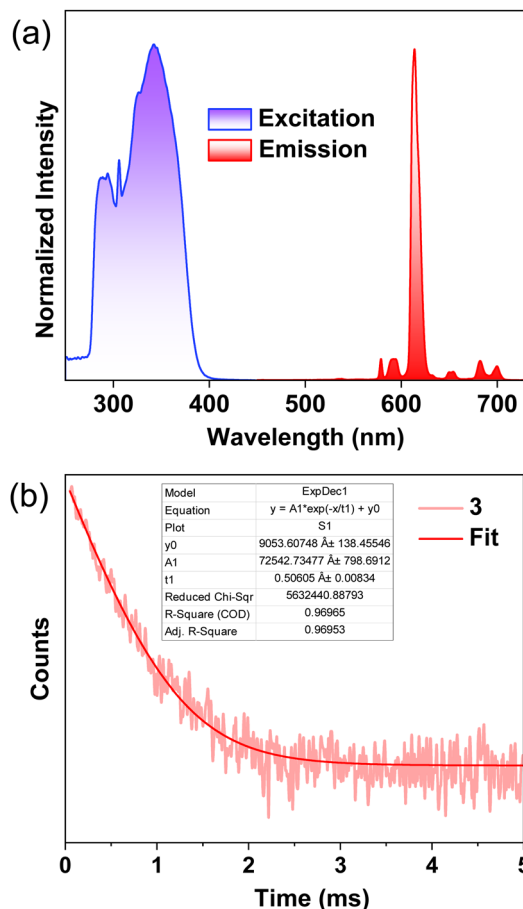 (a)
Excitation
Emission
Normalized Intensity
300 400 500 600 700
Wavelength (nm)
(b)
Model ExpDec1
Equation y = A1*exp(-x/t1) + y0
Plot S1
y0 9053.60748 Â± 138.45546
A1 72542.73477 Â± 798.6912
t1 0.50605 Â± 0.00834
Reduced Chi-Sqr 5632440.88793
R-Square (COD) 0.96965
Adj. R-Square 0.96953
3
Fit
Counts
0 1 2 3 4 5
Time (ms)